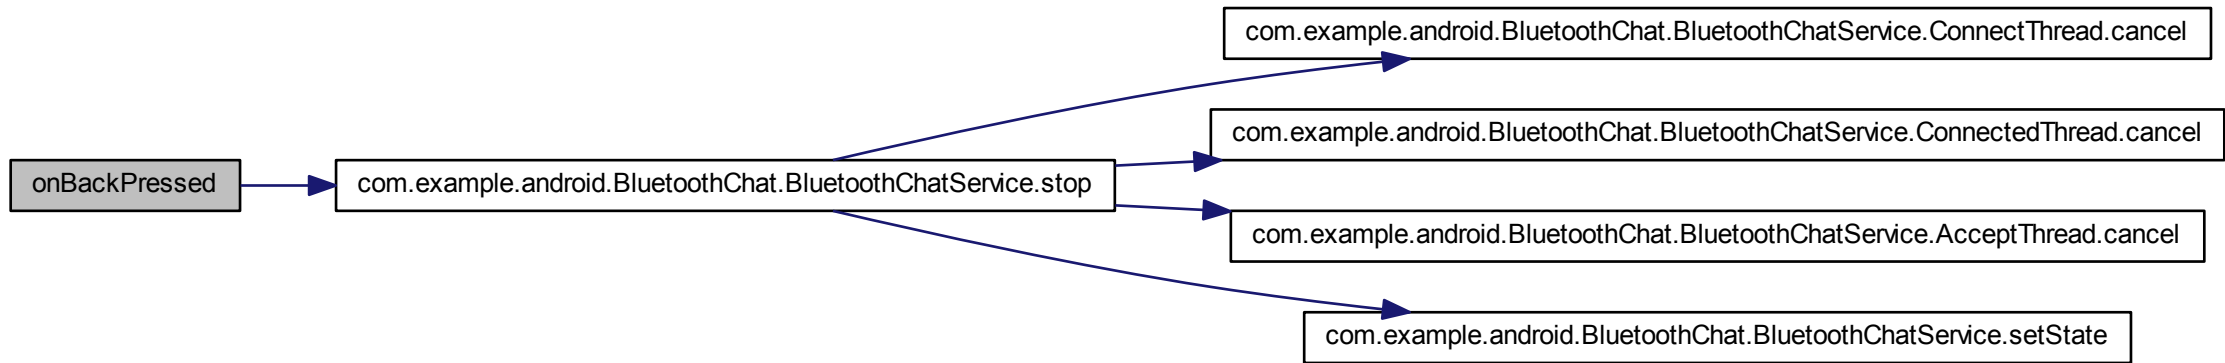 com.example.android.BluetoothChat.BluetoothChatService.ConnectThread.cancel
com.example.android.BluetoothChat.BluetoothChatService.ConnectedThread.cancel
onBackPressed
com.example.android.BluetoothChat.BluetoothChatService.stop
com.example.android.BluetoothChat.BluetoothChatService.AcceptThread.cancel
com.example.android.BluetoothChat.BluetoothChatService.setState